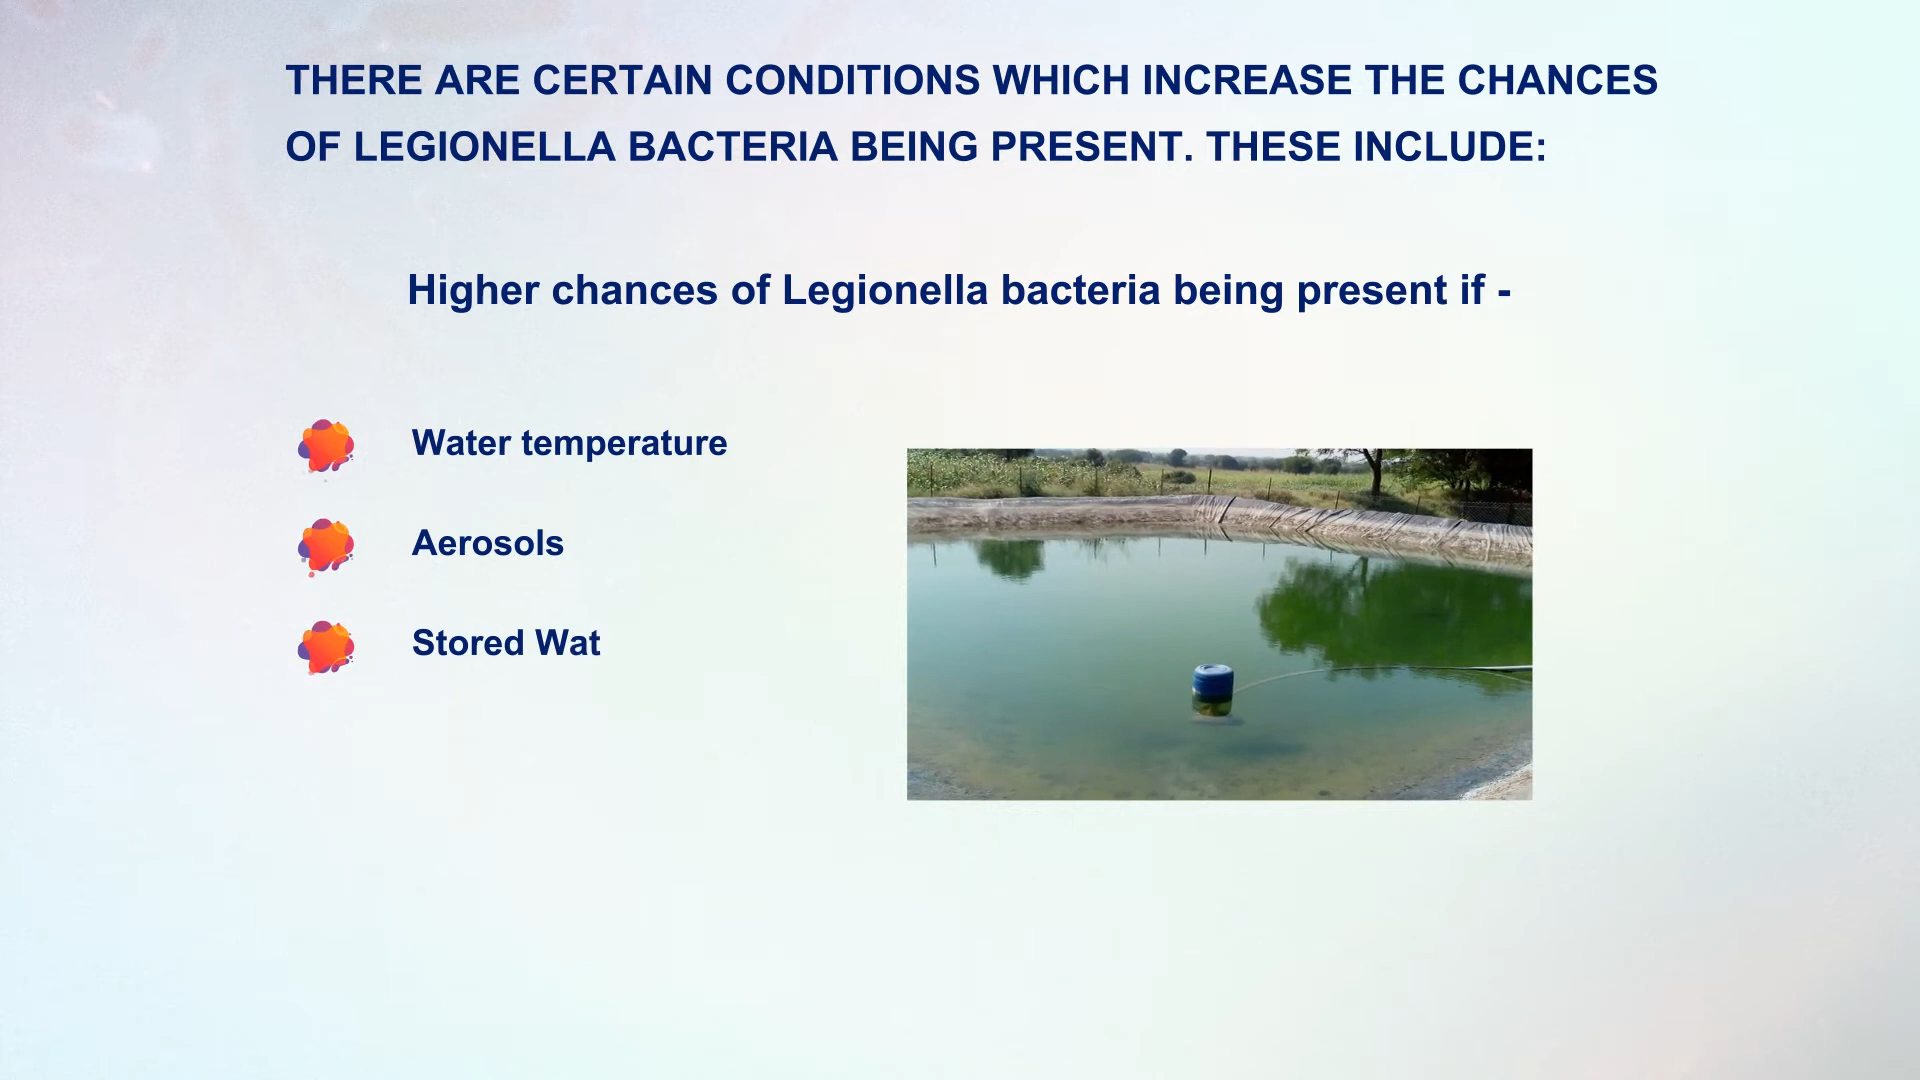 THERE ARE CERTAIN CONDITIONS WHICH INCREASE THE CHANCES
OF LEGIONELLA BACTERIA BEING PRESENT. THESE INCLUDE:
Higher chances of Legionella bacteria being present if -
Water temperature
Aerosols
Stored Wat